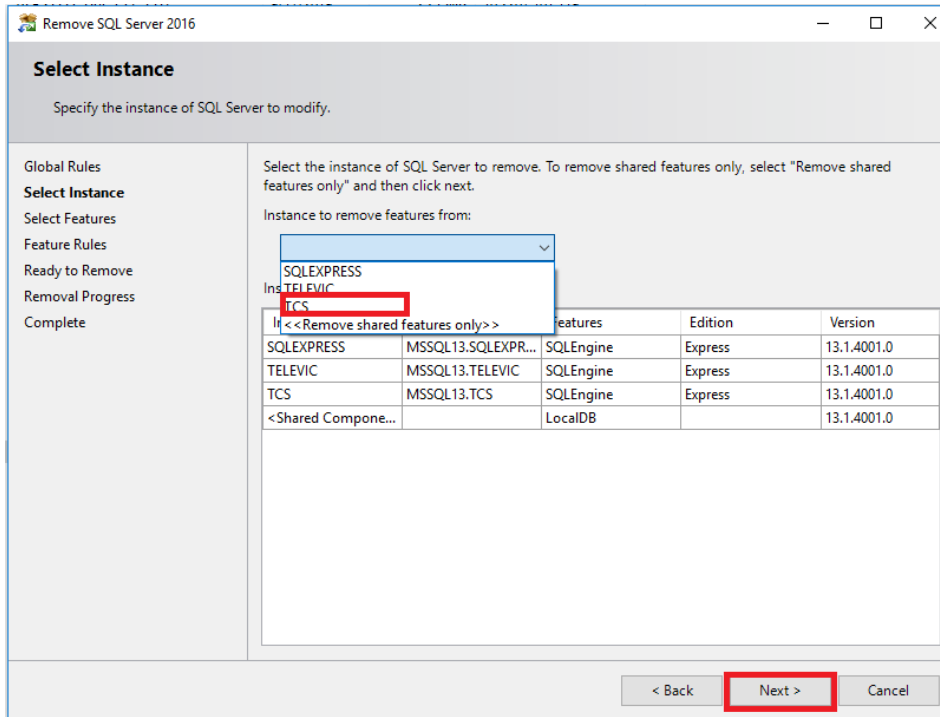 Remove SQL Server 2016
Select Instance
Specify the instance of SQL Server to modify.
Global Rules
Select Instance
Select Features
Feature Rules
Ready to Remove
Removal Progress
Complete
Select the instance of SQL Server to remove. To remove shared features only, select "Remove shared
features only" and then click next.
Instance to remove features from:
SQLEXPRESS
Ins TELEVIC
TCS
<<Remove shared features only>>
Features Edition Version
SQLEXPRESS MSSQL13.SQLEXPR... SQLEngine Express 13.1.4001.0
TELEVIC MSSQL13.TELEVIC SQLEngine Express 13.1.4001.0
TCS MSSQL13.TCS SQLEngine Express 13.1.4001.0
<Shared Compone... LocalDB 13.1.4001.0
< Back Next > Cancel